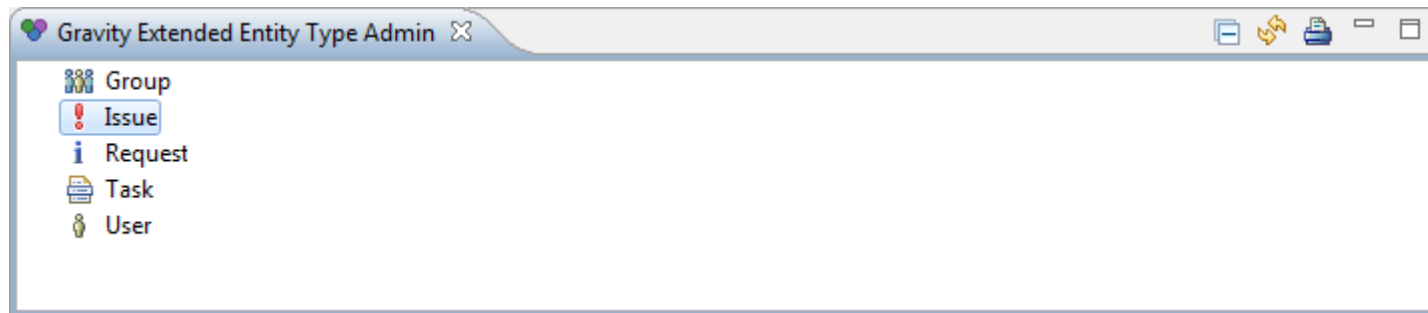 Gravity Extended Entity Type Admin
Group
Issue
Request
Task
User